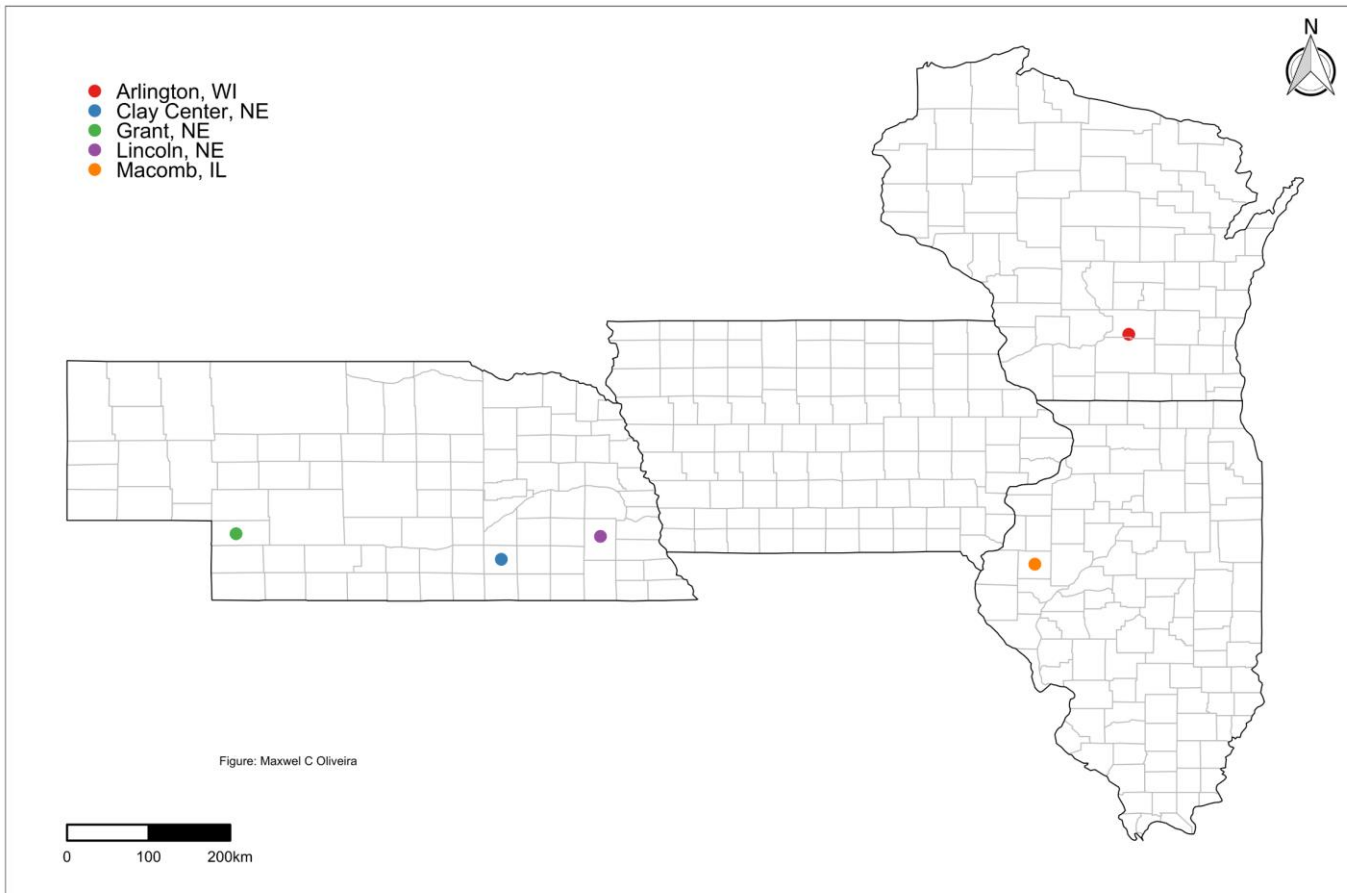 N
Arlington, WI
Clay Center, NE
Grant, NE
Lincoln, NE
Macomb, IL
Figure: Maxwel C Oliveira
0 100 200km